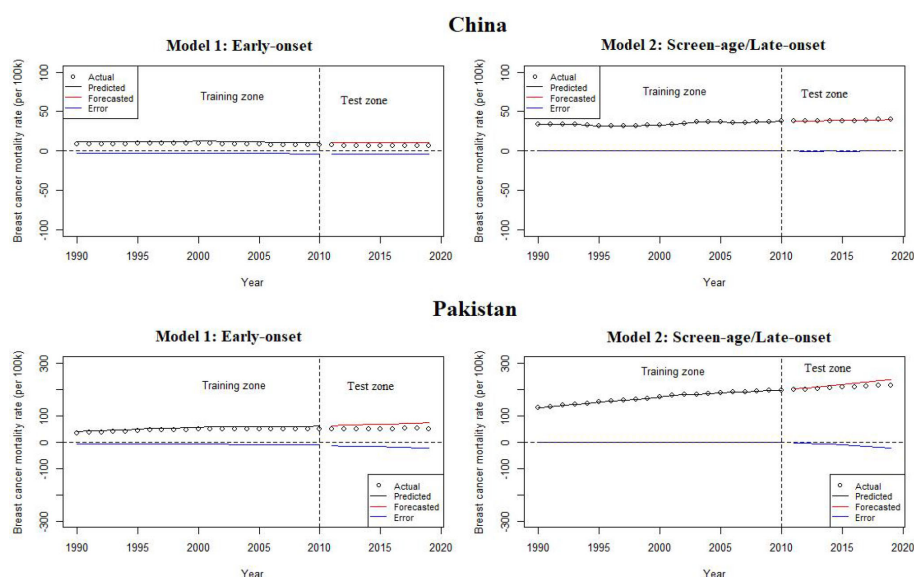 China
Model 1: Early-onset
Breast cancer mortality rate (per 100k)
100
50
0
-50
-100
Actual
Predicted
Forecasted
Error
Training zone
Test zone
1990 1995 2000 2005 2010 2015 2020
Year
Model 2: Screen-age/Late-onset
Breast cancer mortality rate (per 100k)
100
50
0
-50
-100
Actual
Predicted
Forecasted
Error
Training zone
Test zone
1990 1995 2000 2005 2010 2015 2020
Year
Pakistan
Model 1: Early-onset
Breast cancer mortality rate (per 100k)
300
100
0
-100
-300
Training zone
Test zone
Actual
Predicted
Forecasted
Error
1990 1995 2000 2005 2010 2015 2020
Year
Model 2: Screen-age/Late-onset
Breast cancer mortality rate (per 100k)
300
100
0
-100
-300
Training zone
Test zone
Actual
Predicted
Forecasted
Error
1990 1995 2000 2005 2010 2015 2020
Year